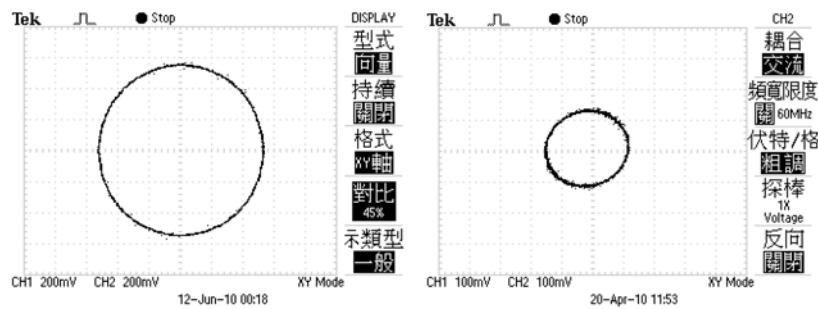 Tek Stop DISPLAY
型式
向量
持續
關閉
格式
XY軸
對比
45%
示類型
一般
CH1 200mV CH2 200mV XY Mode
12-Jun-10 00:18
Tek Stop CH2
耦合
交流
頻寬限度
關 60MHz
伏特/格
粗調
探棒
1X
Voltage
反向
關閉
CH1 100mV CH2 100mV XY Mode
20-Apr-10 11:53